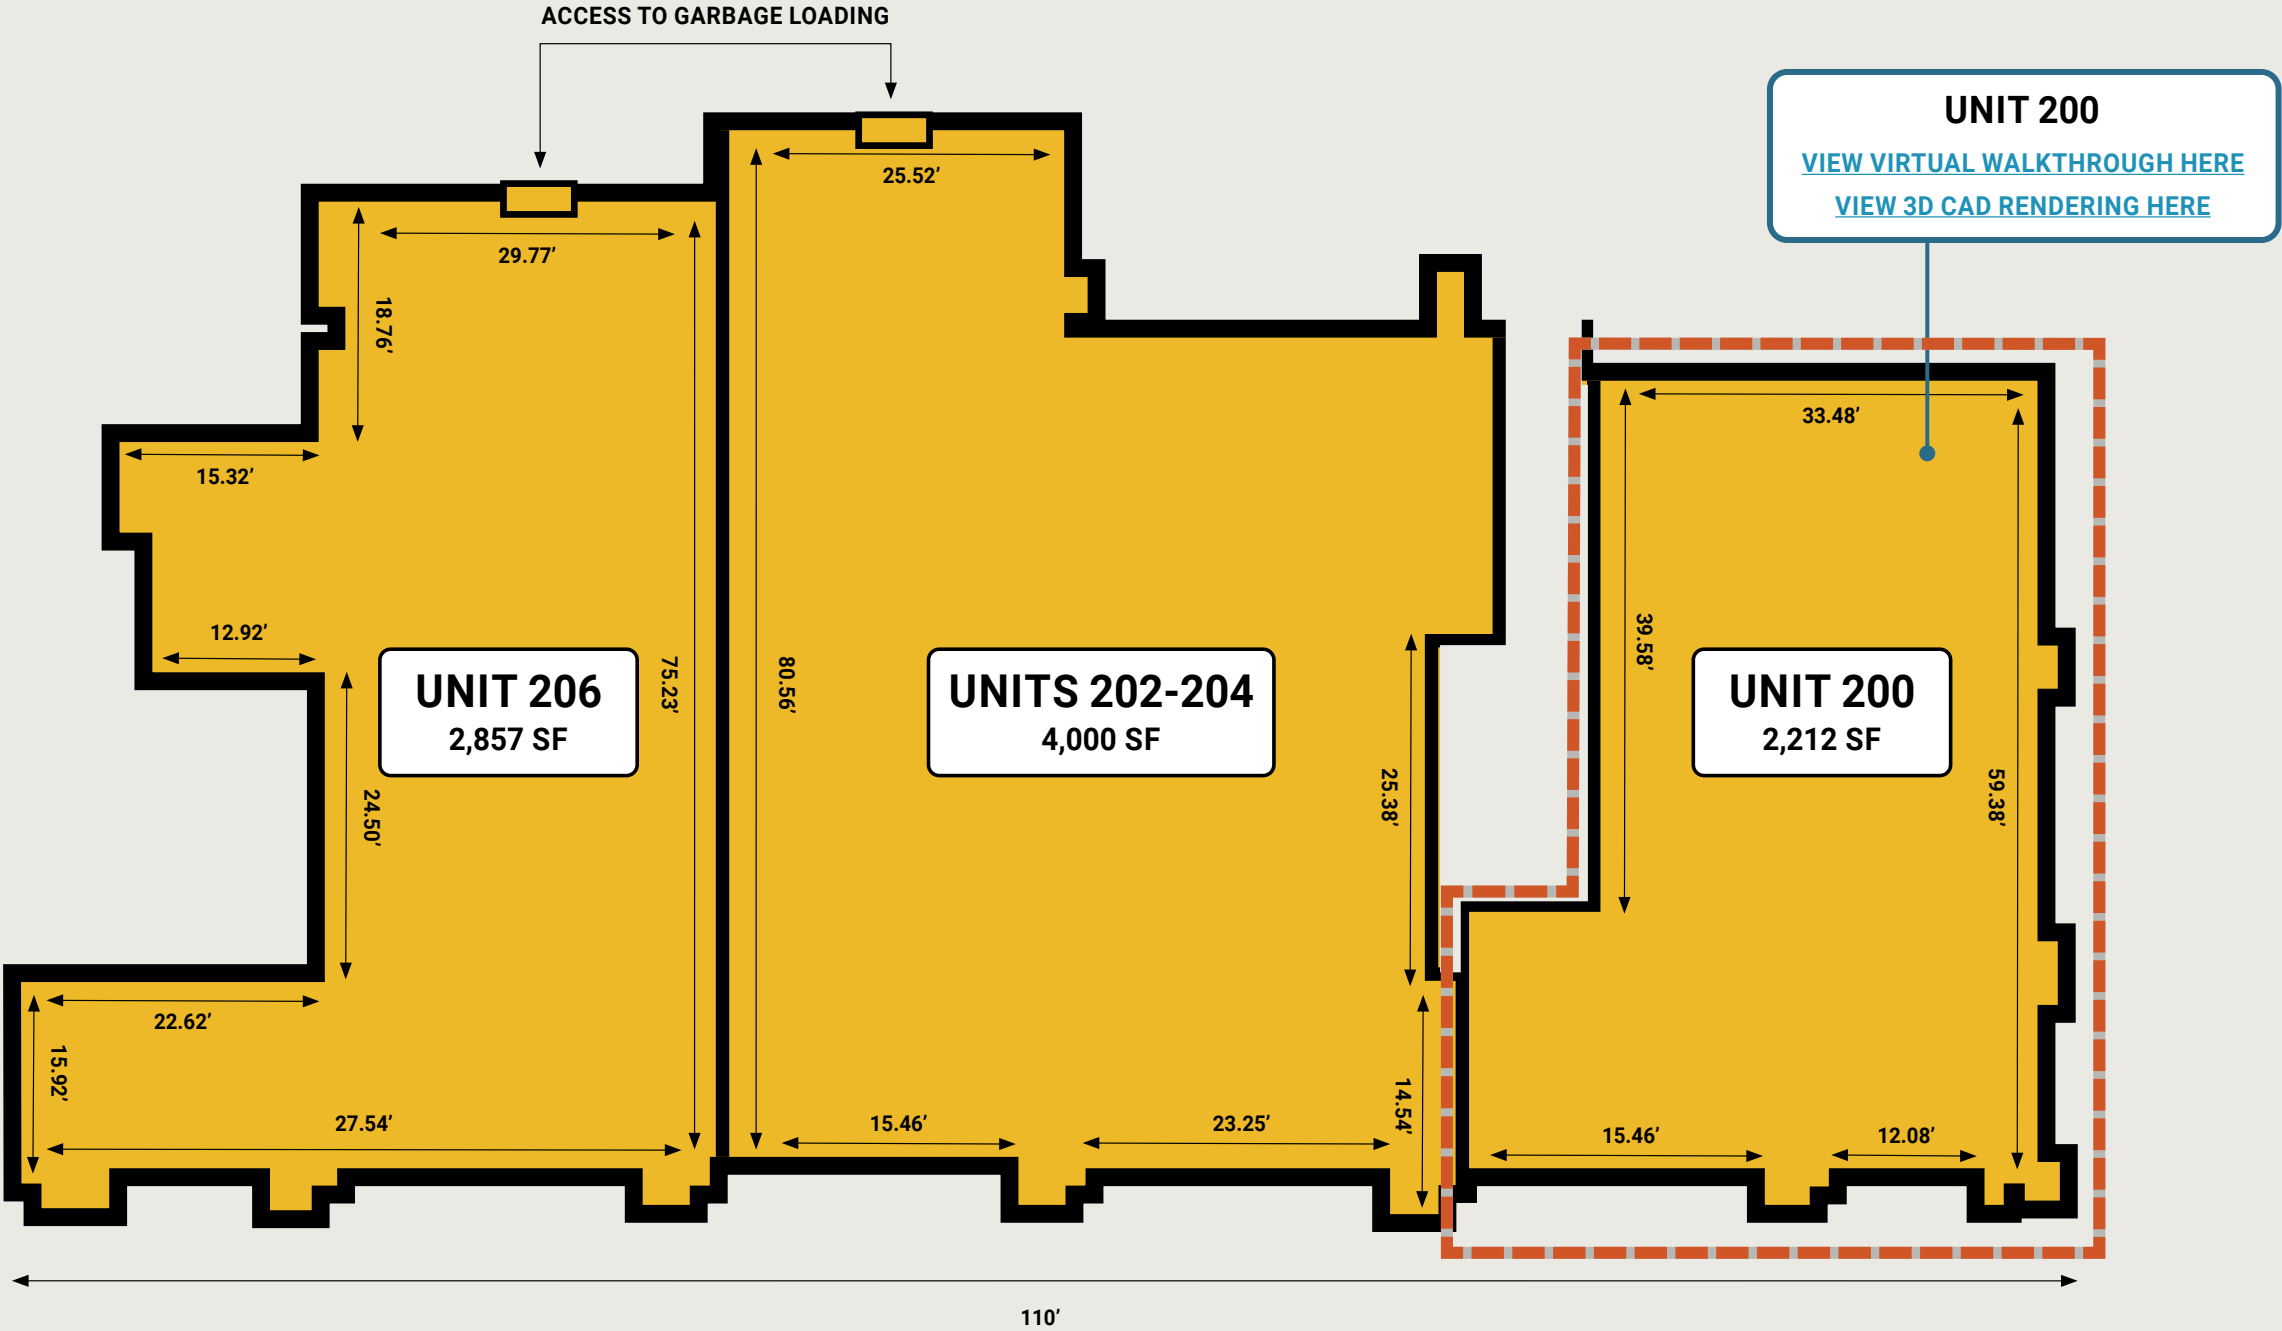 ACCESS TO GARBAGE LOADING
UNIT 200
VIEW VIRTUAL WALKTHROUGH HERE
VIEW 3D CAD RENDERING HERE
25.52’
29.77’
18.76’
33.48’
15.32’
12.92’
39.58’
UNIT 206
2,857 SF
75.23’
80.56’
UNITS 202-204
4,000 SF
UNIT 200
2,212 SF
24.50’
25.38’
59.38’
22.62’
15.92’
27.54’
15.46’
23.25’
14.54’
15.46’
12.08’
110’